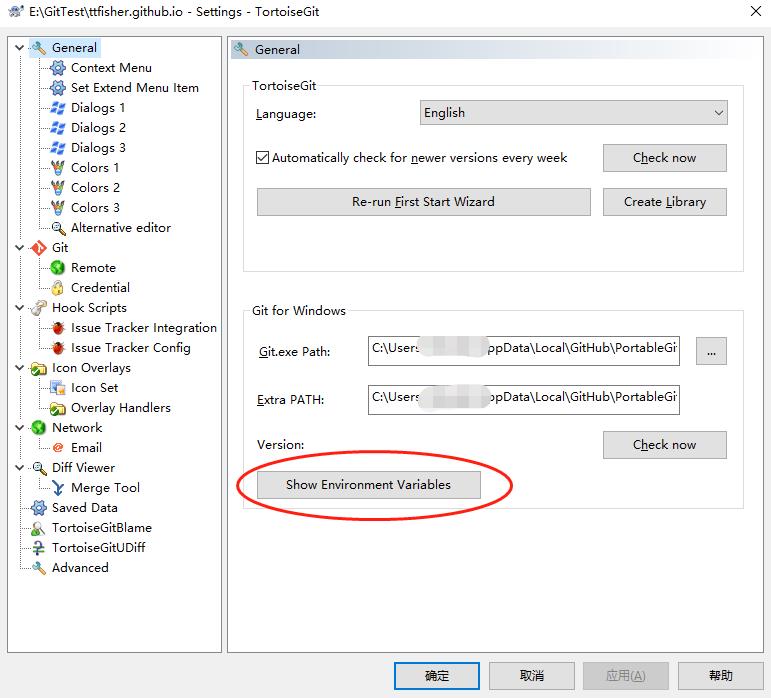 E:\GitTest\ttfisher.github.io - Settings - TortoiseGit
General
Context Menu
Set Extend Menu Item
Dialogs 1
Dialogs 2
Dialogs 3
Colors 1
Colors 2
Colors 3
Alternative editor
Git
Remote
Credential
Hook Scripts
Issue Tracker Integration
Issue Tracker Config
Icon Overlays
Icon Set
Overlay Handlers
Network
Email
Diff Viewer
Merge Tool
Saved Data
TortoiseGitBlame
TortoiseGitUDiff
Advanced
General
TortoiseGit
Language:
English
Automatically check for newer versions every week
Check now
Re-run First Start Wizard
Create Library
Git for Windows
Git.exe Path:
C:\Users ppData\Local\GitHub\PortableGi
...
Extra PATH:
C:\Users ppData\Local\GitHub\PortableGi
Version:
Check now
Show Environment Variables
确定
取消
应用(A)
帮助